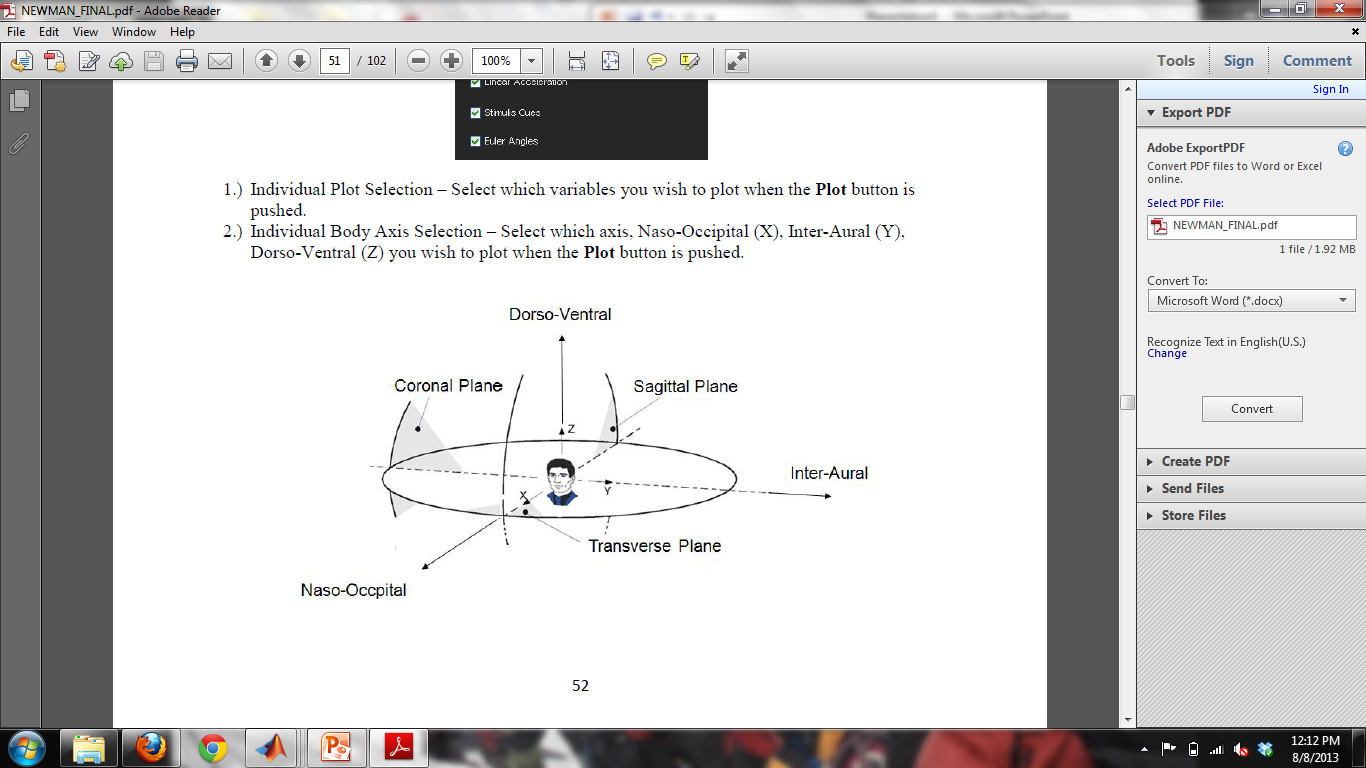 NEWMAN_FINAL.pdf - Adobe Reader
File Edit View Window Help
51 / 102 100% Tools Sign Comment
Sign In
Export PDF
Adobe ExportPDF
Convert PDF files to Word or Excel
online.
Select PDF File:
NEWMAN_FINAL.pdf
1 file / 1.92 MB
Convert To:
Microsoft Word (*.docx)
Recognize Text in English(U.S.)
Change
Convert
Create PDF
Send Files
Store Files
Linear Acceleration
Stimulis Cues
Euler Angles
1.) Individual Plot Selection – Select which variables you wish to plot when the Plot button is
pushed.
2.) Individual Body Axis Selection – Select which axis, Naso-Occipital (X), Inter-Aural (Y),
Dorso-Ventral (Z) you wish to plot when the Plot button is pushed.
Dorso-Ventral
Coronal Plane
Sagittal Plane
Z
Inter-Aural
Y
X
Transverse Plane
Naso-Occpital
52
12:12 PM
8/8/2013